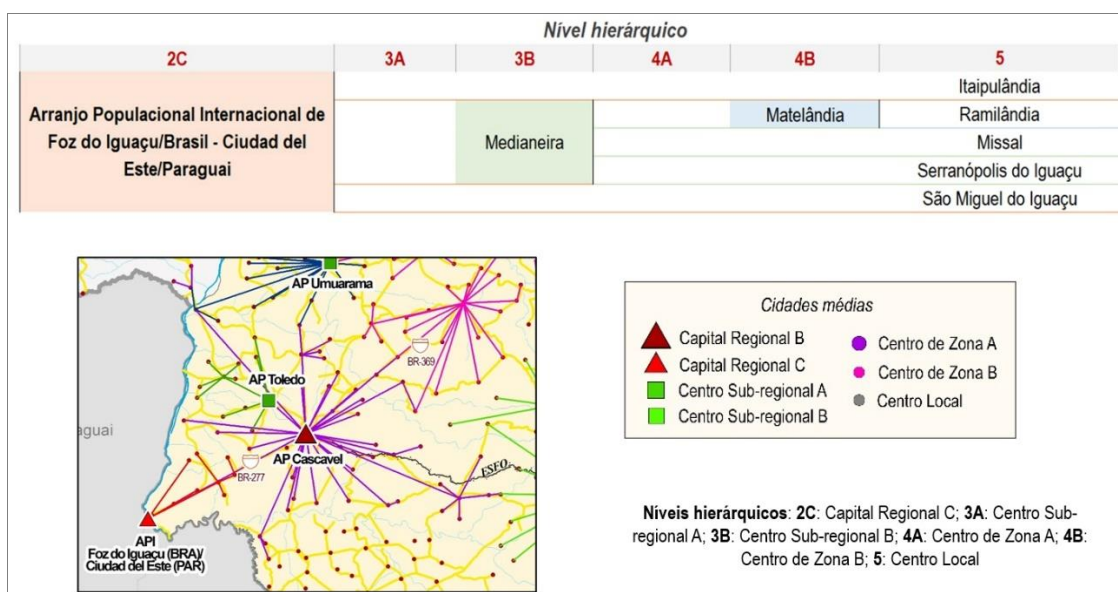 Nível hierárquico
2C 3A 3B 4A 4B 5
Arranjo Populacional Internacional de
Foz do Iguaçu/Brasil - Ciudad del
Este/Paraguai
Medianeira
Matelândia
Itaipulândia
Ramilândia
Missal
Serranópolis do Iguaçu
São Miguel do Iguaçu
AP Umuarama
BR-369
AP Toledo
aguai
AP Cascavel
ESFO
BR-277
API
Foz do Iguaçu (BRA)/
Ciudad del Este (PAR)
Cidades médias
Capital Regional B
Capital Regional C
Centro Sub-regional A
Centro Sub-regional B
Centro de Zona A
Centro de Zona B
Centro Local
Níveis hierárquicos: 2C: Capital Regional C; 3A: Centro Sub-
regional A; 3B: Centro Sub-regional B; 4A: Centro de Zona A; 4B:
Centro de Zona B; 5: Centro Local